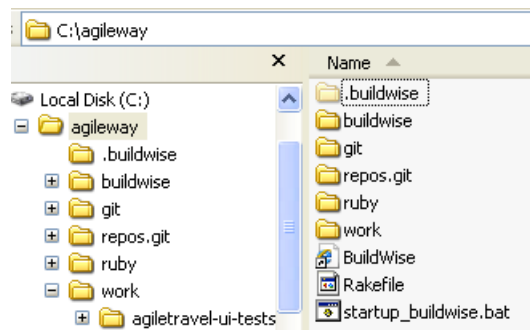 C:\agileway
Name
Local Disk (C:)
agileway
.buildwise
buildwise
git
repos.git
ruby
work
agiletravel-ui-tests
.buildwise
buildwise
git
repos.git
ruby
work
BuildWise
Rakefile
startup_buildwise.bat